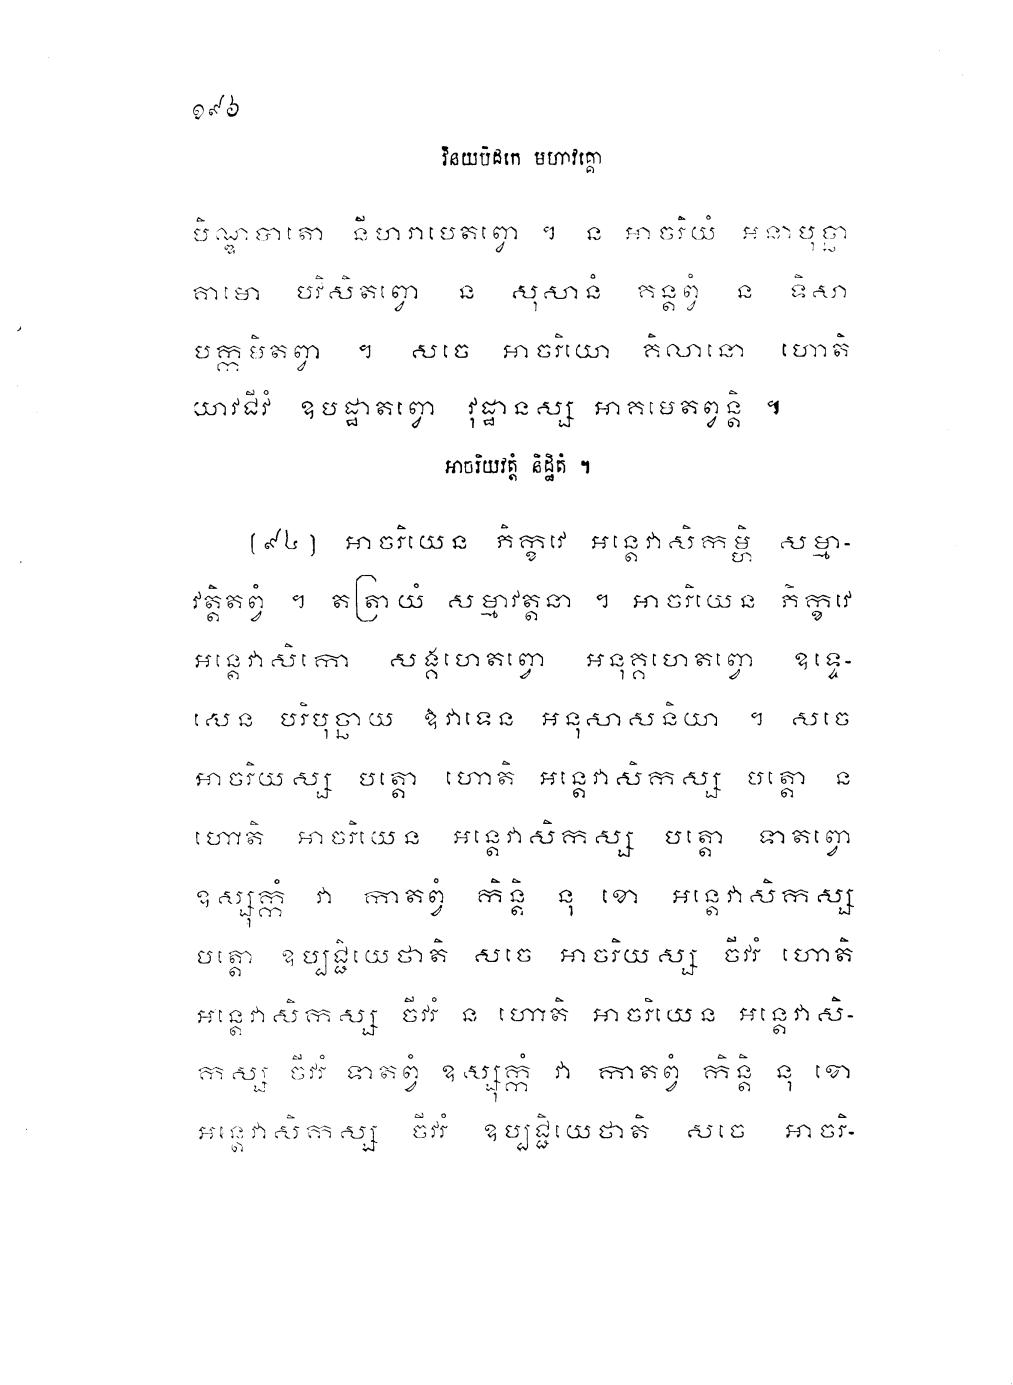 ១៩៦
វិនយបិដកេ មហាវគ្គោ
បិណ្ឌបាតោ នីហរាបេតព្វោ ។ ន អាចរិយំ អនាបុច្ឆា
គាមោ បវិសិតព្វោ ន សុសានំ គន្តព្វំ ន ទិសា
បក្កមិតព្វា ។ សចេ អាចរិយោ គិលានោ ហោតិ
យាវជីវំ ឧបដ្ឋាតព្វោ វុដ្ឋានស្ស អាគមេតព្វន្តិ ៕
អាចរិយវត្តំ និដ្ឋិតំ ។
(៩៤) អាចរិយេន ភិក្ខវេ អន្តេវាសិកម្ហិ សម្មា-
វត្តិតព្វំ ។ តត្រាយំ សម្មាវត្តនា ។ អាចរិយេន ភិក្ខវេ
អន្តេវាសិកោ សង្គហេតព្វោ អនុគ្គហេតព្វោ ឧទ្ទេ-
សេន បរិបុច្ឆាយ ឱវាទេន អនុសាសនិយា ។ សចេ
អាចរិយស្ស បត្តោ ហោតិ អន្តេវាសិកស្ស បត្តោ ន
ហោតិ អាចរិយេន អន្តេវាសិកស្ស បត្តោ ទាតព្វោ
ឧស្សុក្កំ វា កាតព្វំ កិន្តិ នុ ខោ អន្តេវាសិកស្ស
បត្តោ ឧប្បជ្ជិយេថាតិ សចេ អាចរិយស្ស ចីវរំ ហោតិ
អន្តេវាសិកស្ស ចីវរំ ន ហោតិ អាចរិយេន អន្តេវាសិ-
កស្ស ចីវរំ ទាតព្វំ ឧស្សុក្កំ វា កាតព្វំ កិន្តិ នុ ខោ
អន្តេវាសិកស្ស ចីវរំ ឧប្បជ្ជិយេថាតិ សចេ អាចរិ-